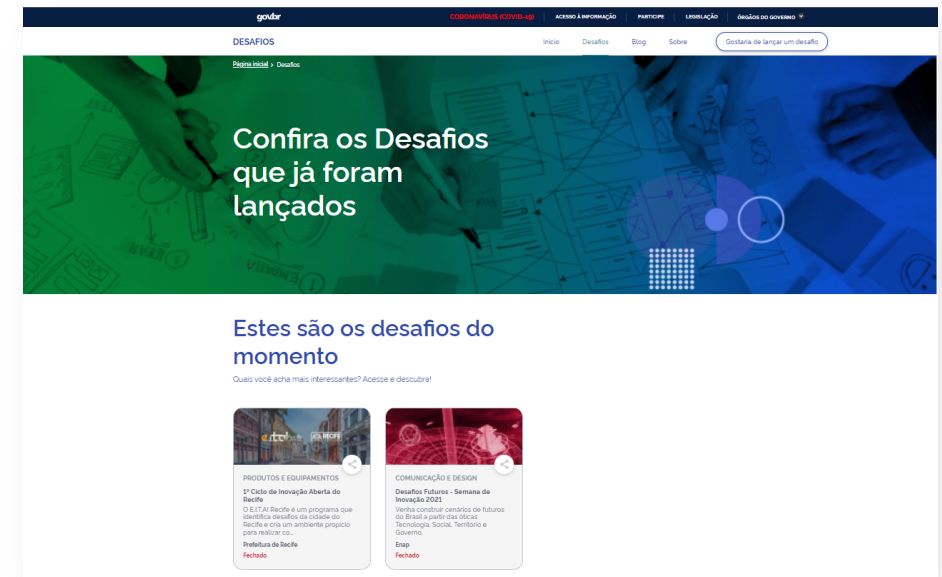 gov.br
CORONAVÍRUS (COVID-19) ACESSO À INFORMAÇÃO PARTICIPE LEGISLAÇÃO ÓRGÃOS DO GOVERNO
DESAFIOS
Início Desafios Blog Sobre Gostaria de lançar um desafio
Página inicial > Desafios
Confira os Desafios
que já foram
lançados
Estes são os desafios do
momento
Quais você acha mais interessantes? Acesse e descubra!
PRODUTOS E EQUIPAMENTOS
1º Ciclo de Inovação Aberta do
Recife
O E.I.T.A! Recife é um programa que
identifica desafios da cidade do
Recife e cria um ambiente propício
para realizar co...
Prefeitura de Recife
Fechado
COMUNICAÇÃO E DESIGN
Desafios Futuros - Semana de
Inovação 2021
Venha construir cenários de futuros
do Brasil a partir das óticas
Tecnologia, Social, Território e
Governo.
Enap
Fechado